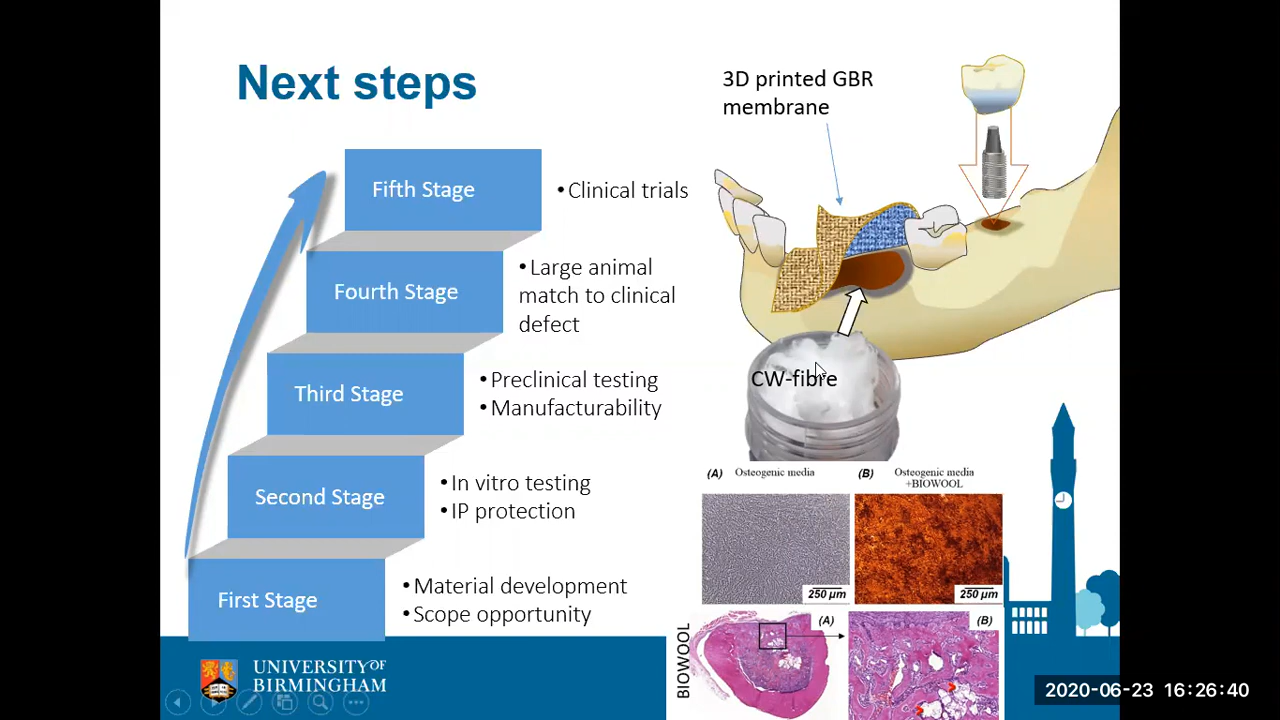 Next steps
3D printed GBR
membrane
Fifth Stage
• Clinical trials
Fourth Stage
• Large animal
match to clinical
defect
Third Stage
• Preclinical testing
• Manufacturability
Second Stage
• In vitro testing
• IP protection
First Stage
• Material development
• Scope opportunity
CW-fibre
(A) Osteogenic media
(B) Osteogenic media
+BIOWOOL
250 µm
250 µm
BIOWOOL
(A)
(B)
UNIVERSITY OF
BIRMINGHAM
2020-06-23 16:26:40